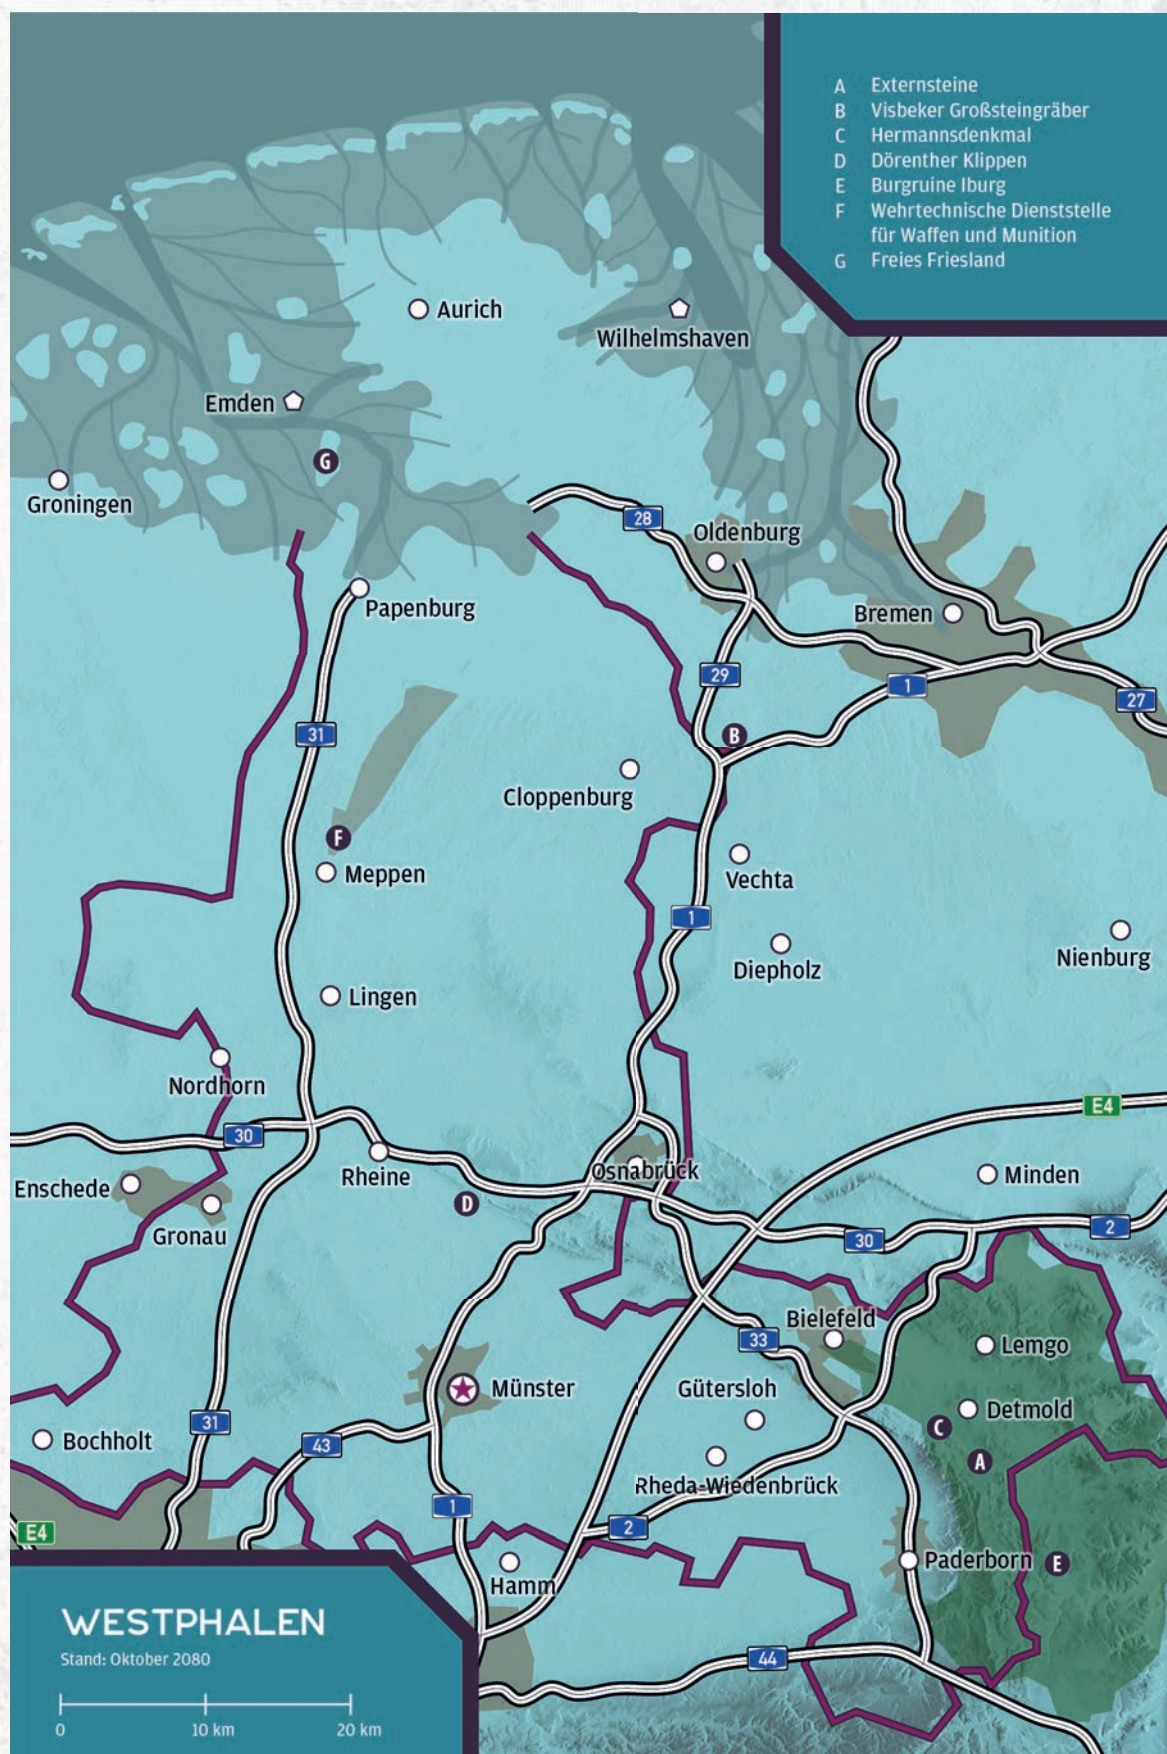 A Externsteine
B Visbeker Großsteingräber
C Hermannsdenkmal
D Dörenther Klippen
E Burgruine Iburg
F Wehrtechnische Dienststelle
für Waffen und Munition
G Freies Friesland
Aurich
Wilhelmshaven
Emden
G
Groningen
28
Oldenburg
Papenburg
Bremen
29
1
27
31
B
Cloppenburg
F
Meppen
Vechta
1
Diepholz
Nienburg
Lingen
Nordhorn
E4
30
Rheine
Osnabrück
Minden
Enschede
D
Gronau
30
2
Bielefeld
33
Lemgo
Münster
Gütersloh
Detmold
31
43
C
Bochholt
A
Rheda-Wiedenbrück
1
2
E4
Hamm
Paderborn
E
WESTPHALEN
Stand: Oktober 2080
44
0 10 km 20 km